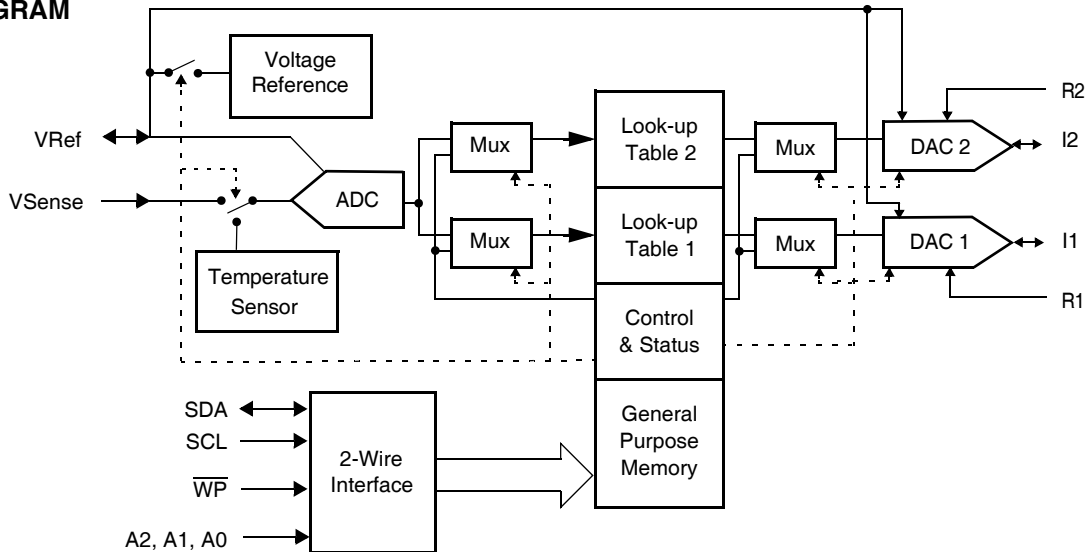 GRAM
Voltage
Reference
R2
VRef
Mux
Look-up
Table 2
Mux
DAC 2
I2
VSense
ADC
Mux
Look-up
Table 1
Mux
DAC 1
I1
Temperature
Sensor
R1
Control
& Status
SDA
SCL
WP
A2, A1, A0
2-Wire
Interface
General
Purpose
Memory